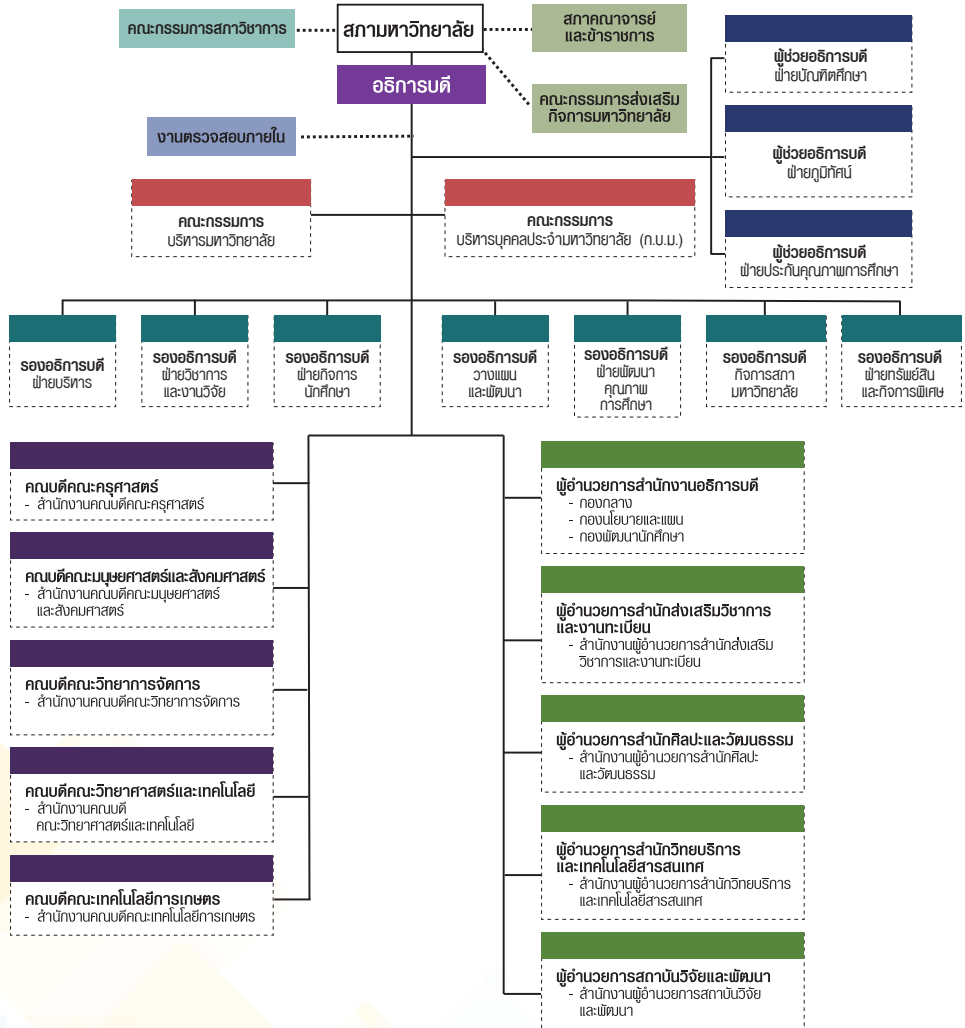 คณะกรรมการสภาวิชาการ
สภามหาวิทยาลัย
สภาคณาจารย์
และข้าราชการ
อธิการบดี
คณะกรรมการส่งเสริม
กิจการมหาวิทยาลัย
งานตรวจสอบภายใน
ผู้ช่วยอธิการบดี
ฝ่ายบัณฑิตศึกษา
ผู้ช่วยอธิการบดี
ฝ่ายภูมิทัศน์
ผู้ช่วยอธิการบดี
ฝ่ายประกันคุณภาพการศึกษา
คณะกรรมการ
บริหารมหาวิทยาลัย
คณะกรรมการ
บริหารบุคคลประจำมหาวิทยาลัย (ก.บ.ม.)
รองอธิการบดี
ฝ่ายบริหาร
รองอธิการบดี
ฝ่ายวิชาการ
และงานวิจัย
รองอธิการบดี
ฝ่ายกิจการ
นักศึกษา
รองอธิการบดี
วางแผน
และพัฒนา
รองอธิการบดี
ฝ่ายพัฒนา
คุณภาพ
การศึกษา
รองอธิการบดี
กิจการสภา
มหาวิทยาลัย
รองอธิการบดี
ฝ่ายทรัพย์สิน
และกิจการพิเศษ
คณบดีคณะครุศาสตร์
- สำนักงานคณบดีคณะครุศาสตร์
คณบดีคณะมนุษยศาสตร์และสังคมศาสตร์
- สำนักงานคณบดีคณะมนุษยศาสตร์
และสังคมศาสตร์
คณบดีคณะวิทยาการจัดการ
- สำนักงานคณบดีคณะวิทยาการจัดการ
คณบดีคณะวิทยาศาสตร์และเทคโนโลยี
- สำนักงานคณบดี
คณะวิทยาศาสตร์และเทคโนโลยี
คณบดีคณะเทคโนโลยีการเกษตร
- สำนักงานคณบดีคณะเทคโนโลยีการเกษตร
ผู้อำนวยการสำนักงานอธิการบดี
- กองกลาง
- กองนโยบายและแผน
- กองพัฒนานักศึกษา
ผู้อำนวยการสำนักส่งเสริมวิชาการ
และงานทะเบียน
- สำนักงานผู้อำนวยการสำนักส่งเสริม
วิชาการและงานทะเบียน
ผู้อำนวยการสำนักศิลปะและวัฒนธรรม
- สำนักงานผู้อำนวยการสำนักศิลปะ
และวัฒนธรรม
ผู้อำนวยการสำนักวิทยบริการ
และเทคโนโลยีสารสนเทศ
- สำนักงานผู้อำนวยการสำนักวิทยบริการ
และเทคโนโลยีสารสนเทศ
ผู้อำนวยการสถาบันวิจัยและพัฒนา
- สำนักงานผู้อำนวยการสถาบันวิจัย
และพัฒนา